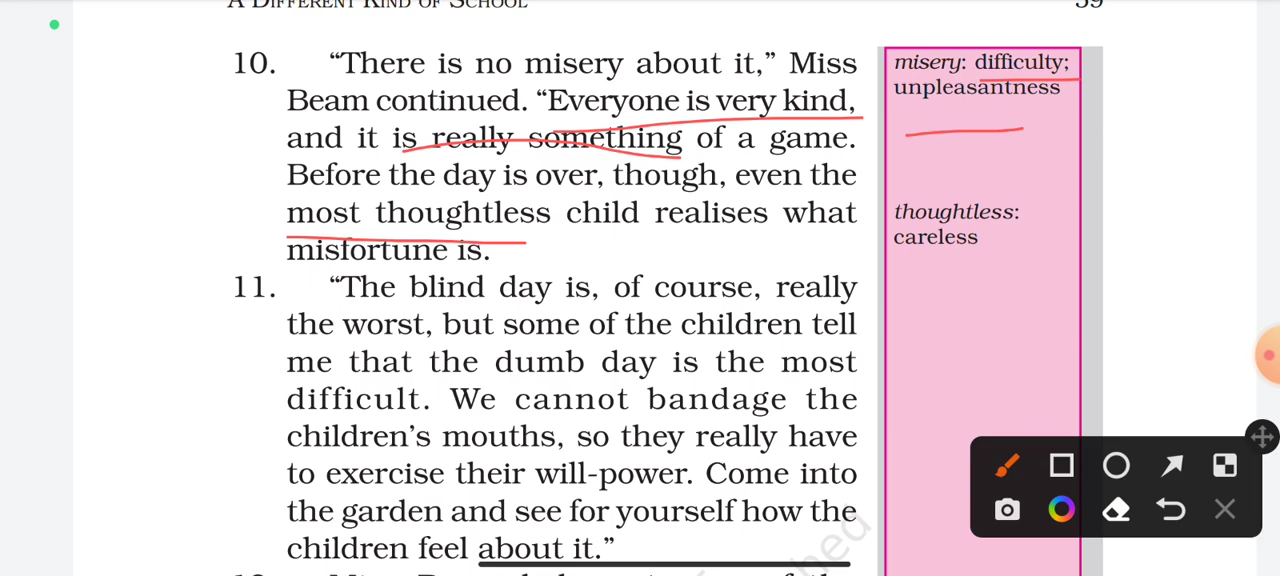 A DIFFERENT KIND OF SCHOOL 59
10. “There is no misery about it,” Miss
Beam continued. “Everyone is very kind,
and it is really something of a game.
Before the day is over, though, even the
most thoughtless child realises what
misfortune is.
11. “The blind day is, of course, really
the worst, but some of the children tell
me that the dumb day is the most
difficult. We cannot bandage the
children’s mouths, so they really have
to exercise their will-power. Come into
the garden and see for yourself how the
children feel about it.”
misery: difficulty;
unpleasantness
thoughtless:
careless